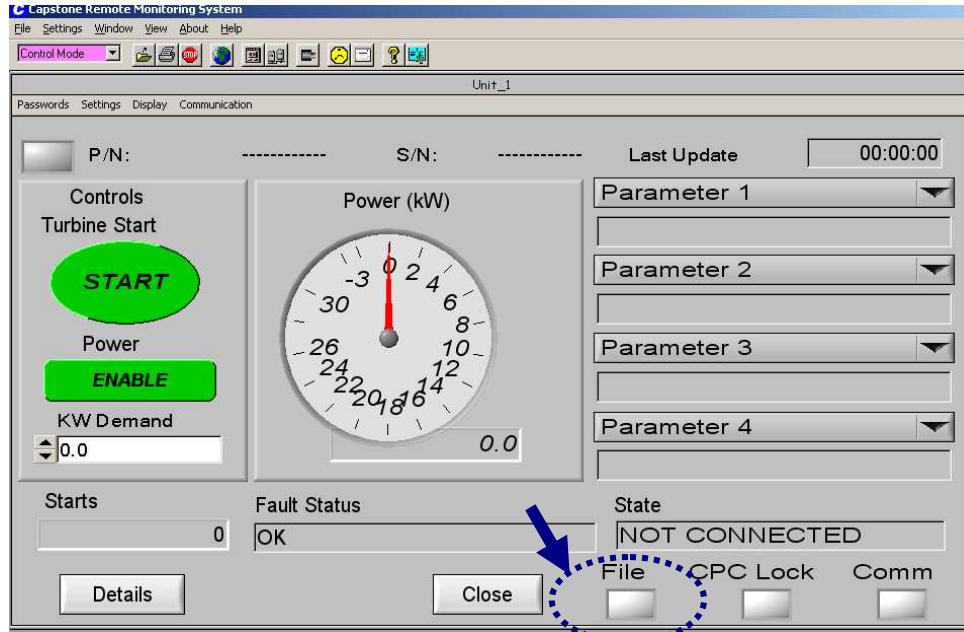 Capstone Remote Monitoring System
File Settings Window View About Help
Control Mode
Unit_1
Passwords Settings Display Communication
P/N: ------------ S/N: ------------ Last Update 00:00:00
Controls
Turbine Start
START
Power
ENABLE
KW Demand
0.0
Power (kW)
-3 0 2 4 6 8 10 12 14 16 18 20 22 24 26 30
0.0
Parameter 1
Parameter 2
Parameter 3
Parameter 4
Starts
0
Fault Status
OK
State
NOT CONNECTED
Details
Close
File CPC Lock Comm